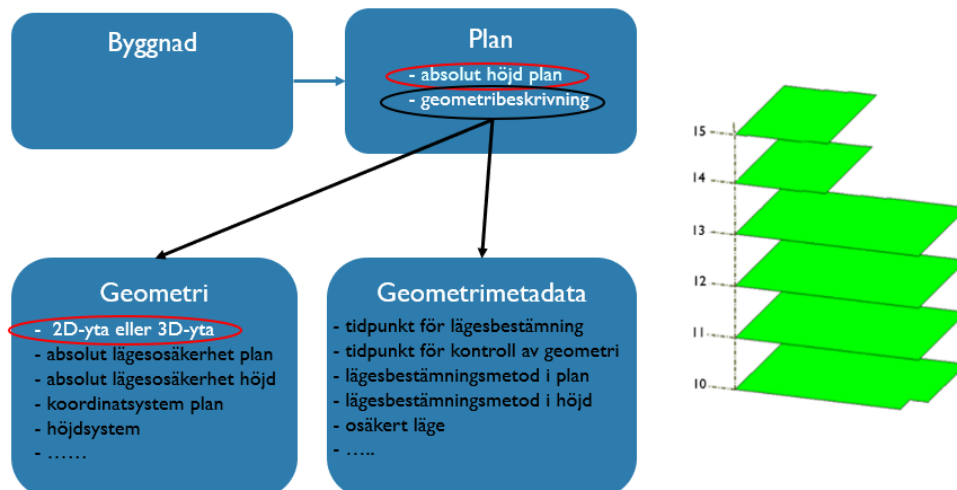 Byggnad
Plan
- absolut höjd plan
- geometribeskrivning
Geometri
- 2D-yta eller 3D-yta
- absolut lägesosäkerhet plan
- absolut lägesosäkerhet höjd
- koordinatsystem plan
- höjdsystem
- ......
Geometrimetadata
- tidpunkt för lägesbestämning
- tidpunkt för kontroll av geometri
- lägesbestämningsmetod i plan
- lägesbestämningsmetod i höjd
- osäkert läge
- .....
15
14
13
12
11
10